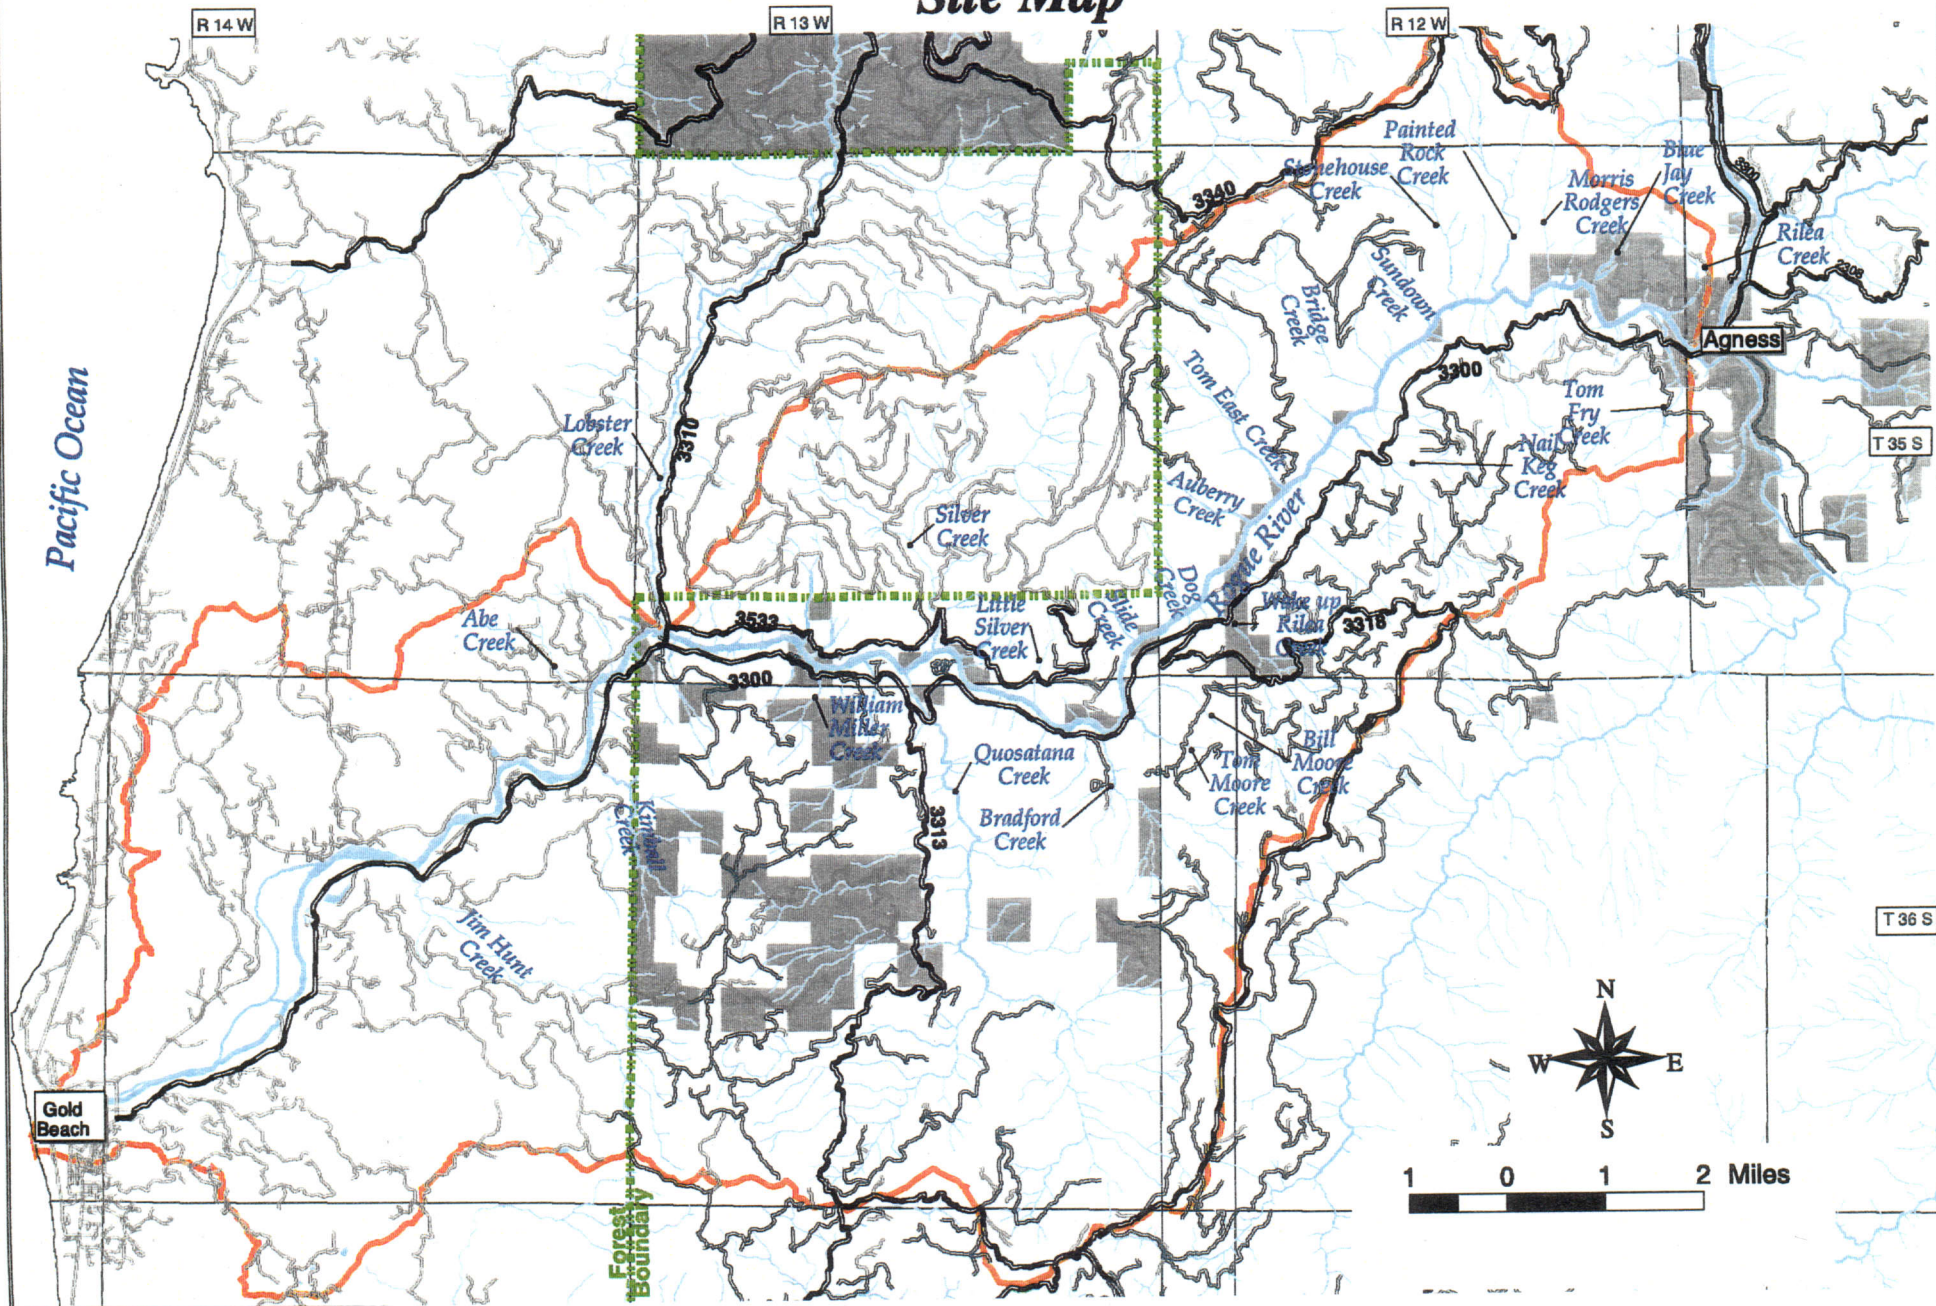 Site Map
R 14 W
R 13 W
R 12 W
Painted
Rock
Creek
Stonehouse
Creek
Blue
Jay
Creek
Morris
Rodgers
Creek
3300
3340
Rilea
Creek
Sundown
Creek
Bridge
Creek
Agness
3300
Tom East Creek
Tom
Fry
Creek
Pacific Ocean
Lobster
Creek
3310
Nail
Keg
Creek
T 35 S
Auberry
Creek
Silver
Creek
Rogue River
Dog
Creek
Slide
Creek
Little
Silver
Creek
Wake up
Rilea
Creek
3318
Abe
Creek
3533
3300
William
Miller
Creek
Quosatana
Creek
Bill
Moore
Creek
Tom
Moore
Creek
Bradford
Creek
3313
Kimball
Creek
Jim Hunt
Creek
T 36 S
N
W
E
S
Gold
Beach
1 0 1 2 Miles
Forest
Boundary